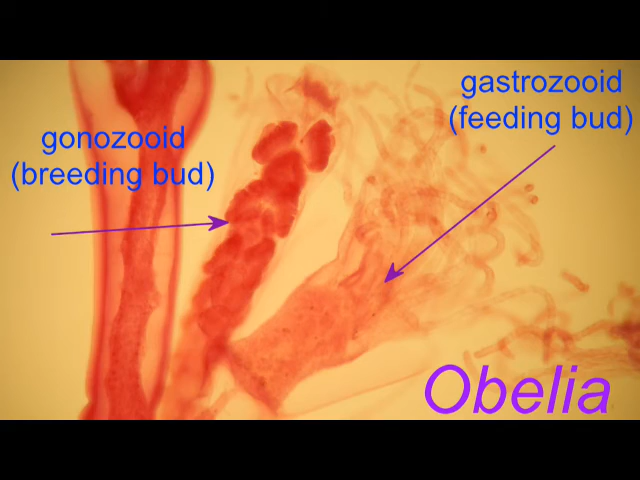 gonozooid
(breeding bud)
gastrozooid
(feeding bud)
Obelia